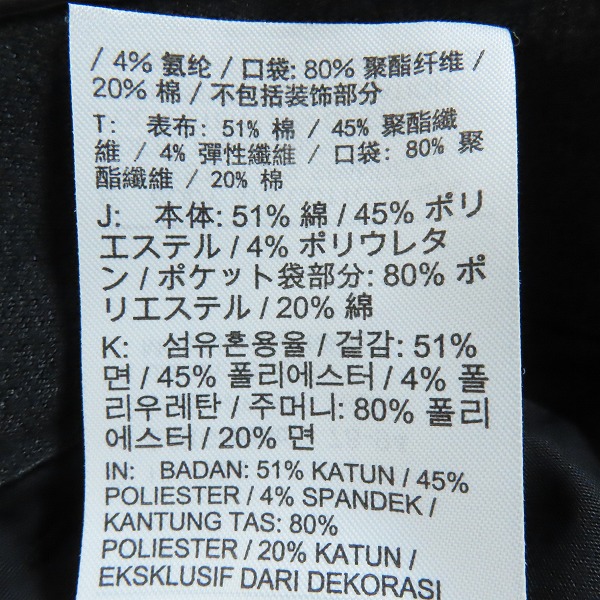 / 4% 氨纶 / 口袋: 80% 聚酯纤维 /
20% 棉 / 不包括装饰部分
T: 表布: 51% 棉 / 45% 聚酯纖
維 / 4% 彈性纖維 / 口袋: 80% 聚
酯纖維 / 20% 棉
J: 本体: 51% 綿 / 45% ポリ
エステル / 4% ポリウレタ
ン / ポケット袋部分: 80% ポ
リエステル / 20% 綿
K: 섬유혼용율 / 겉감: 51%
면 / 45% 폴리에스터 / 4% 폴
리우레탄 / 주머니: 80% 폴리
에스터 / 20% 면
IN: BADAN: 51% KATUN / 45%
POLIESTER / 4% SPANDEK /
KANTUNG TAS: 80%
POLIESTER / 20% KATUN /
EKSKLUSIF DARI DEKORASI